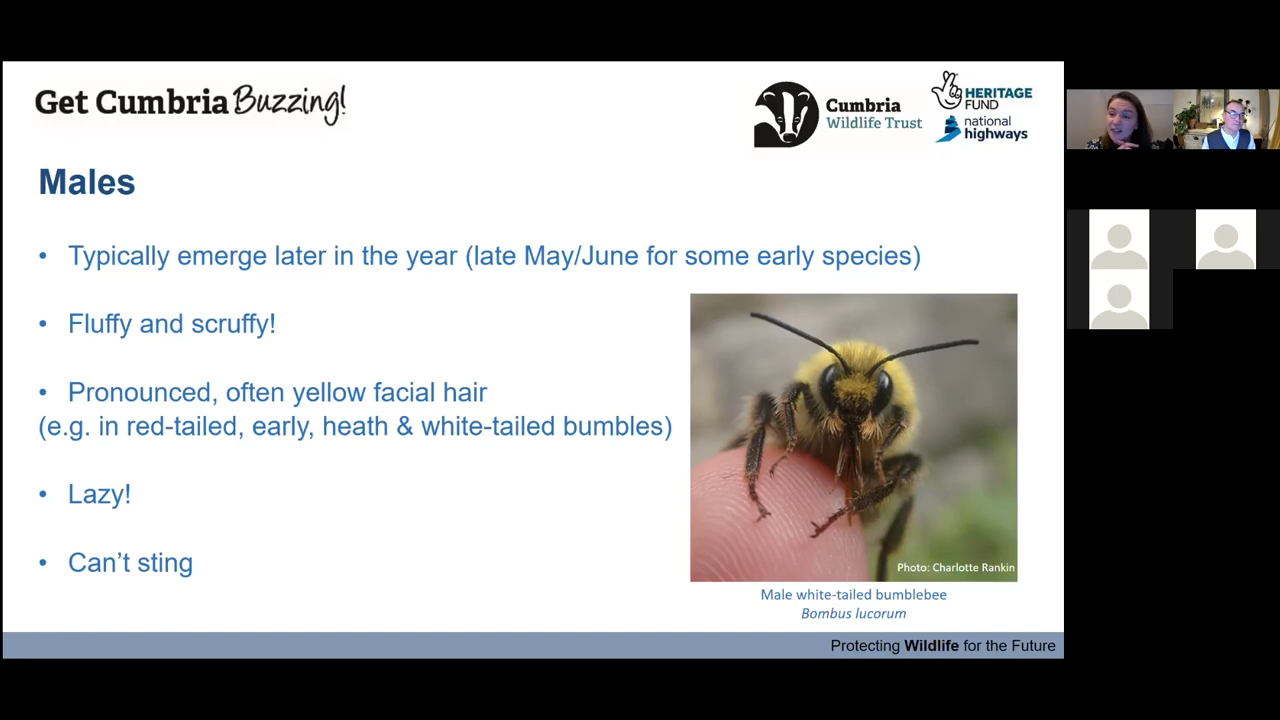 Get Cumbria Buzzing!
Cumbria
Wildlife Trust
HERITAGE
FUND
national
highways
Males
• Typically emerge later in the year (late May/June for some early species)
• Fluffy and scruffy!
• Pronounced, often yellow facial hair
(e.g. in red-tailed, early, heath & white-tailed bumbles)
• Lazy!
• Can’t sting
Photo: Charlotte Rankin
Male white-tailed bumblebee
Bombus lucorum
Protecting Wildlife for the Future